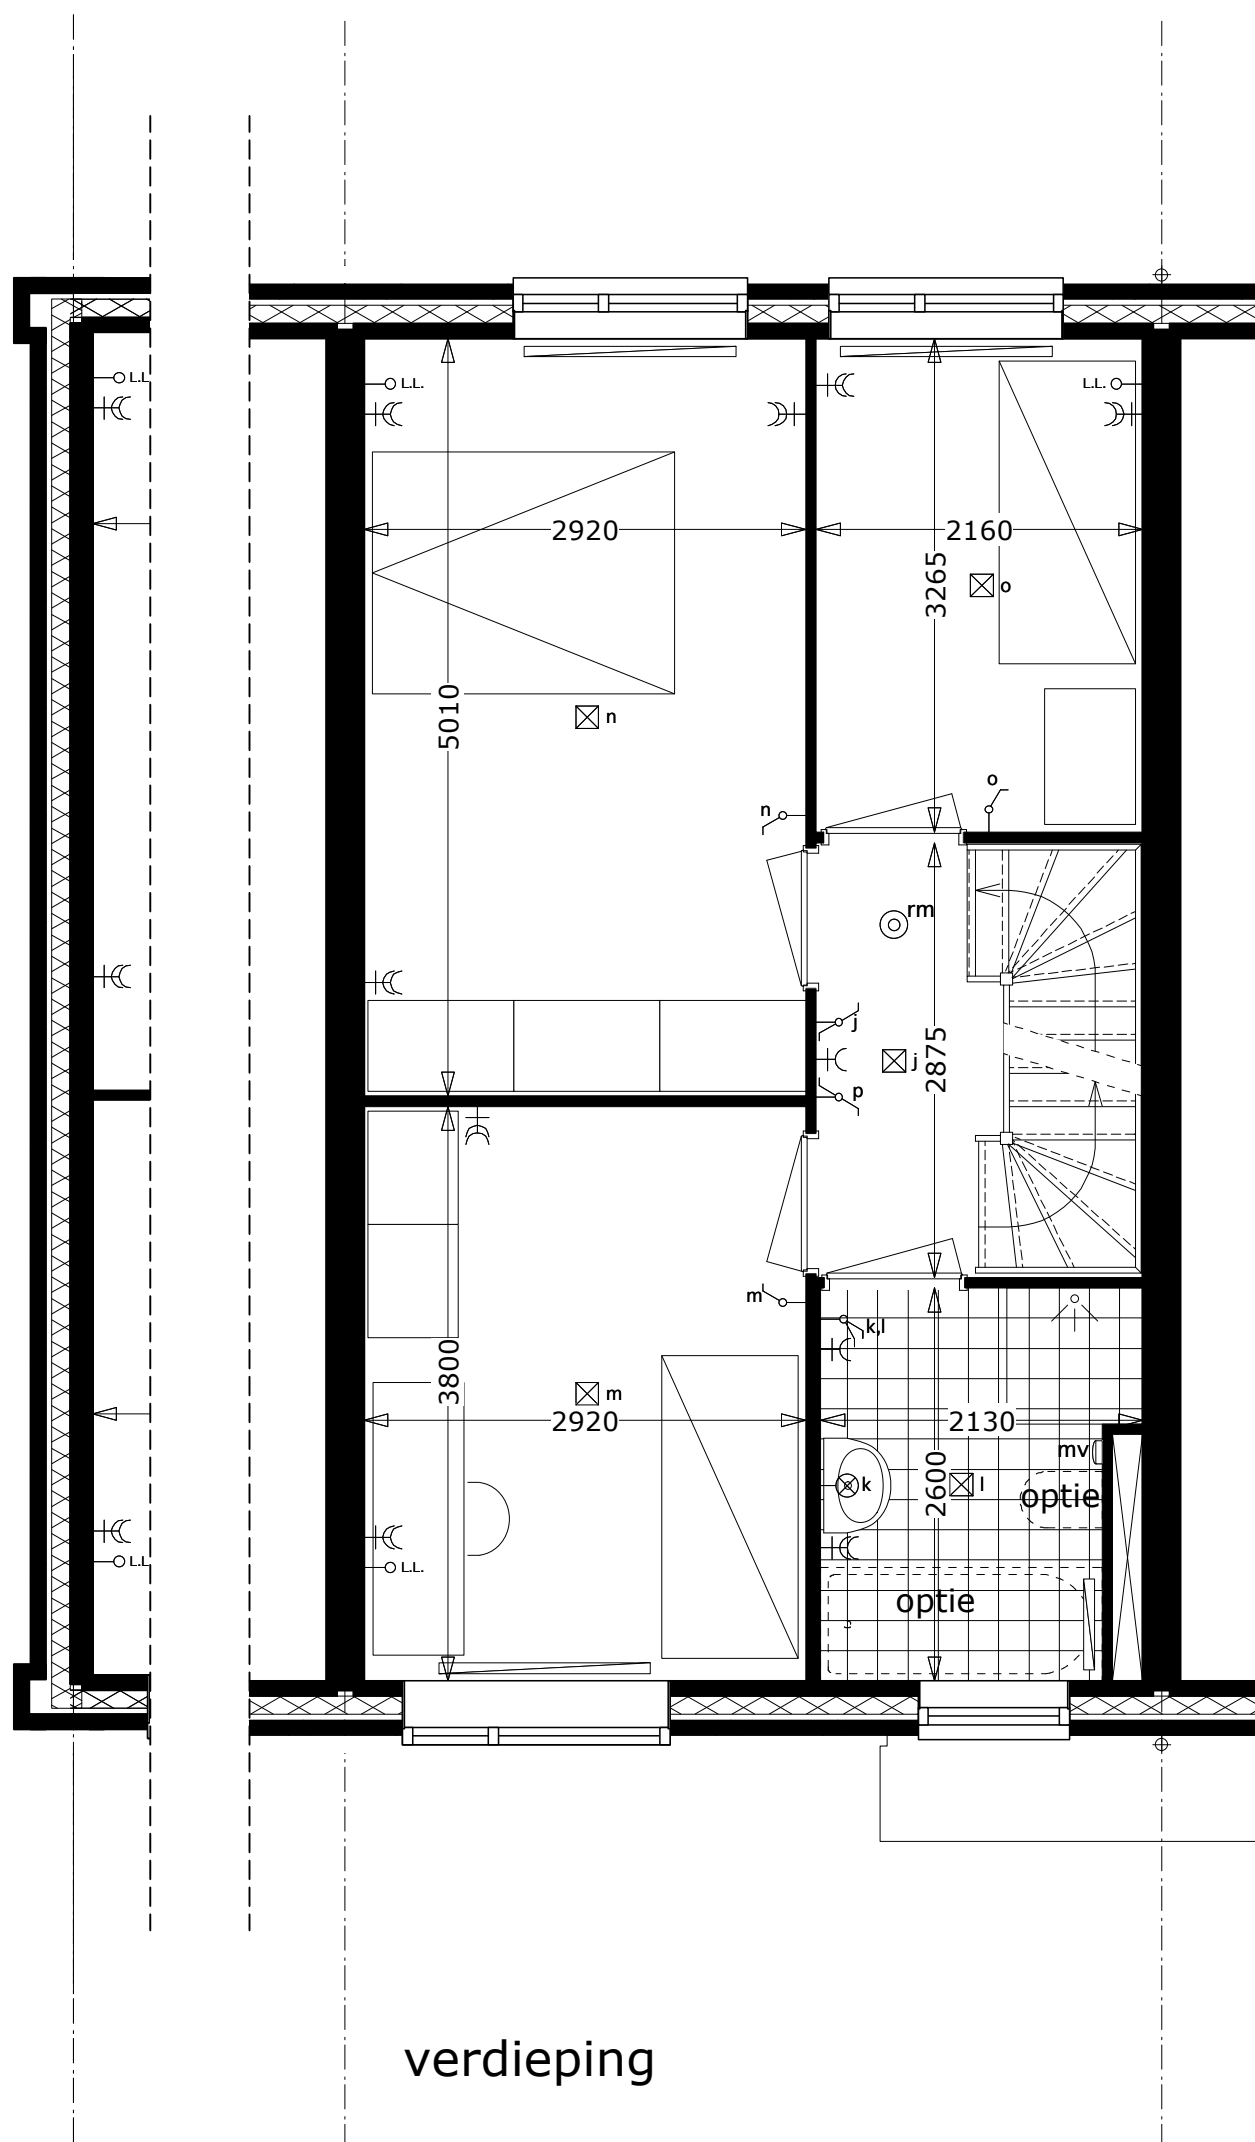 L.L.
L.L.
L.L.
2920
2160
3265
o
5010
n
o
n
rm
j
j
2875
p
m
k,l
3800
m
2920
2130
mv
k
2600
l
optie
L.L.
L.L.
optie
verdieping